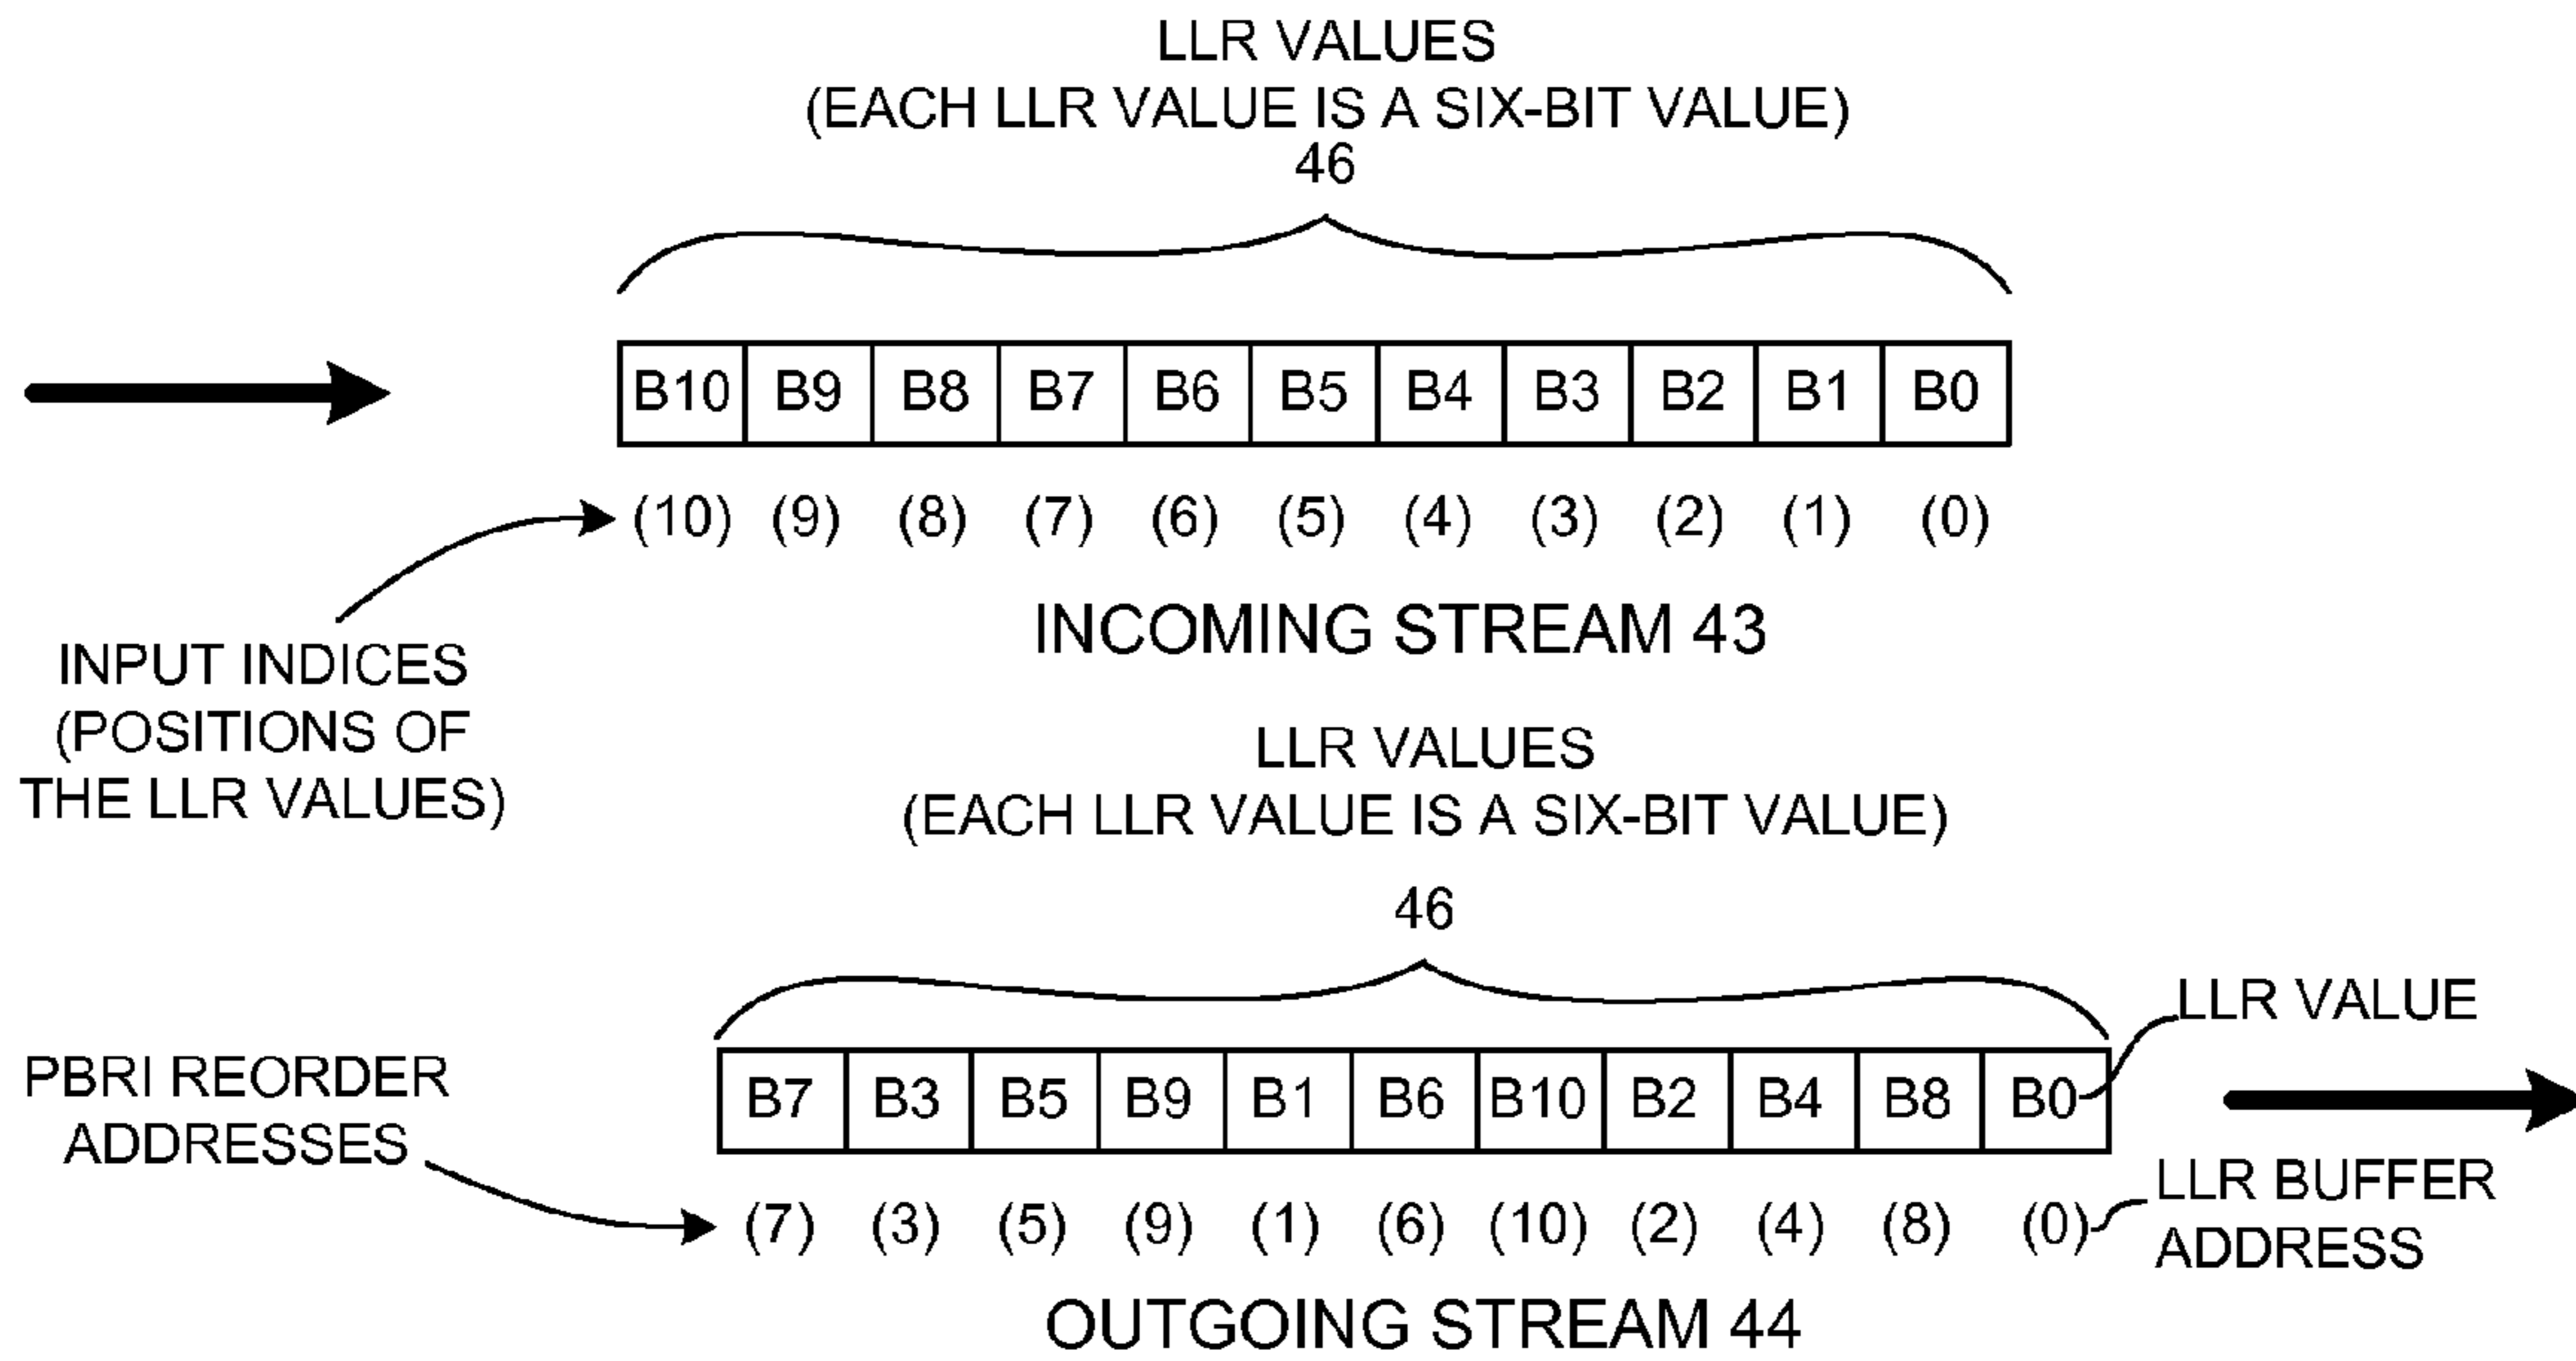 LLR VALUES
(EACH LLR VALUE IS A SIX-BIT VALUE)
46
B10 B9 B8 B7 B6 B5 B4 B3 B2 B1 B0
(10) (9) (8) (7) (6) (5) (4) (3) (2) (1) (0)
INCOMING STREAM 43
INPUT INDICES
(POSITIONS OF
THE LLR VALUES)
LLR VALUES
(EACH LLR VALUE IS A SIX-BIT VALUE)
46
LLR VALUE
PBRI REORDER
ADDRESSES
B7 B3 B5 B9 B1 B6 B10 B2 B4 B8 B0
(7) (3) (5) (9) (1) (6) (10) (2) (4) (8) (0)
LLR BUFFER
ADDRESS
OUTGOING STREAM 44